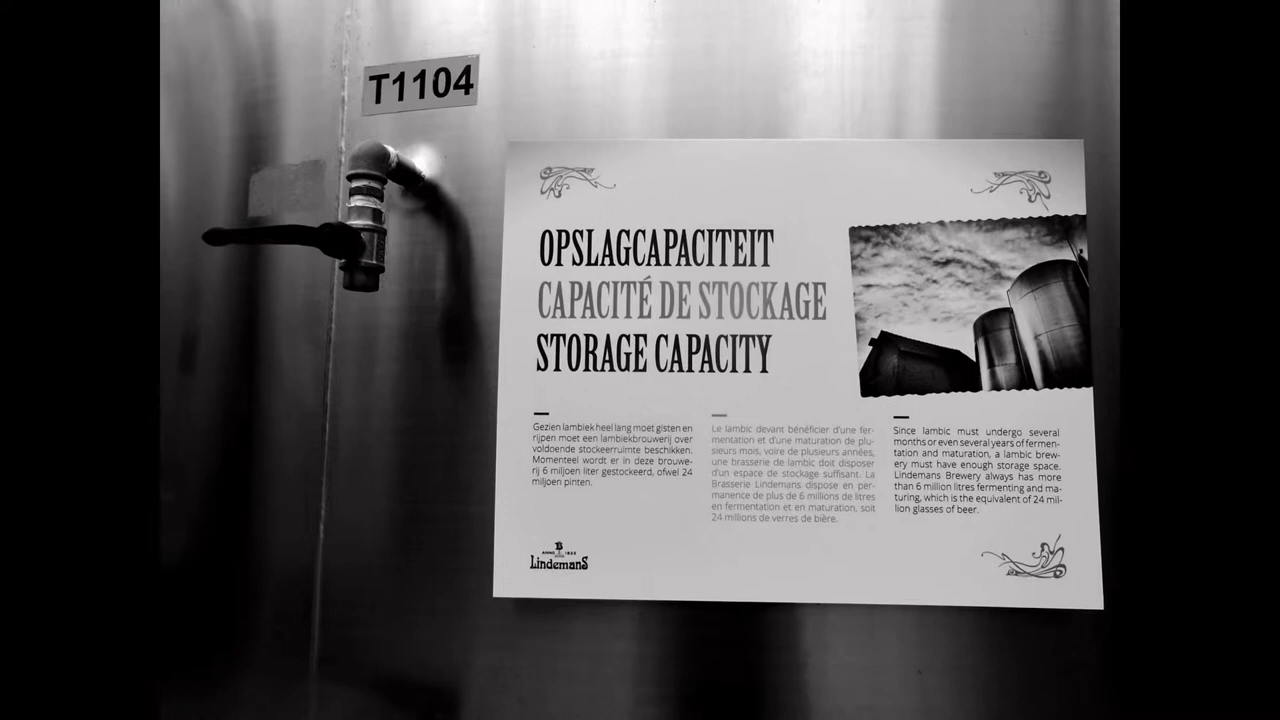 T1104
OPSLAGCAPACITEIT
CAPACITÉ DE STOCKAGE
STORAGE CAPACITY
Gezien lambiek heel lang moet gisten en
rijpen moet een lambiekbrouwerij over
voldoende stockeerruimte beschikken.
Momenteel wordt er in deze brouwe-
rij 6 miljoen liter gestockeerd, ofwel 24
miljoen pinten.
Le lambic devant bénéficier d'une fer-
mentation et d'une maturation de plu-
sieurs mois, voire de plusieurs années,
une brasserie de lambic doit disposer
d'un espace de stockage suffisant. La
Brasserie Lindemans dispose en per-
manence de plus de 6 millions de litres
en fermentation et en maturation, soit
24 millions de verres de bière.
Since lambic must undergo several
months or even several years of fermen-
tation and maturation, a lambic brew-
ery must have enough storage space.
Lindemans Brewery always has more
than 6 million litres fermenting and ma-
turing, which is the equivalent of 24 mil-
lion glasses of beer.
ANNO 1822
LindemanS